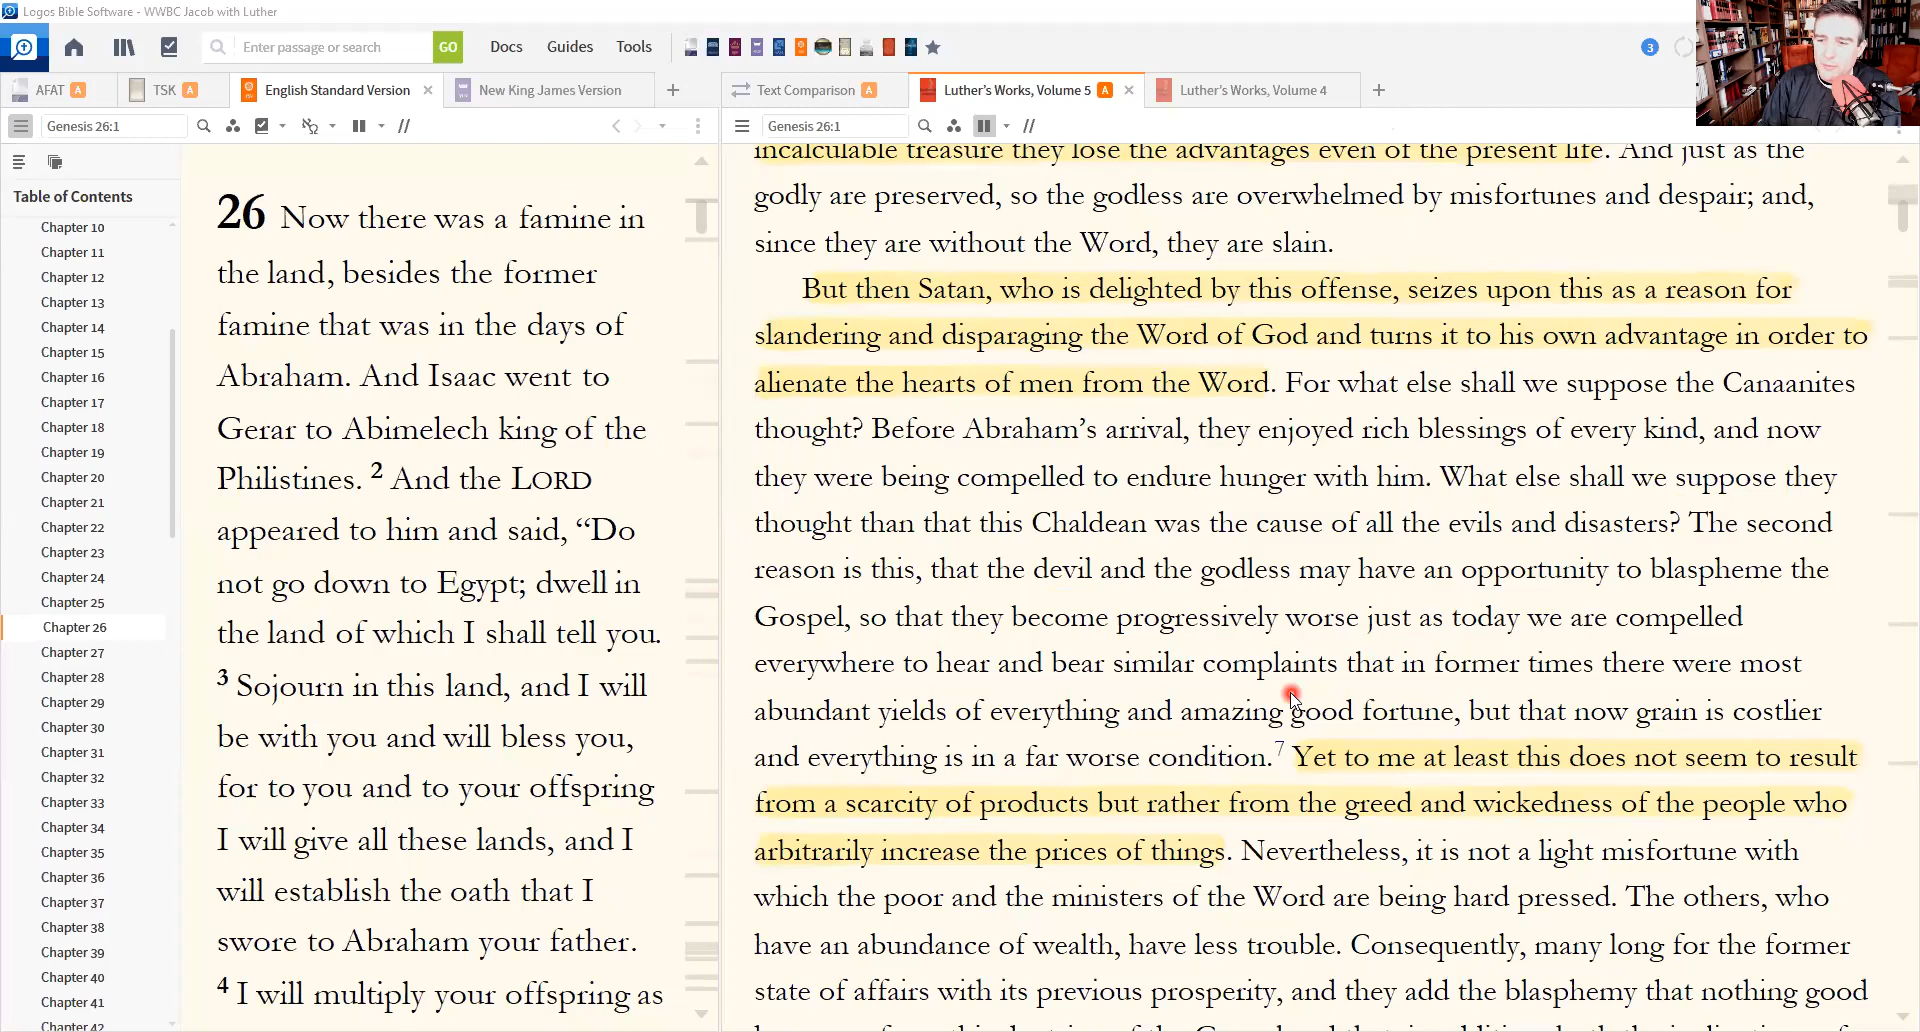 Logos Bible Software - WWBC Jacob with Luther
Enter passage or search
GO
Docs
Guides
Tools
3
AFAT A
TSK A
English Standard Version
New King James Version
Text Comparison A
Luther's Works, Volume 5 A
Luther's Works, Volume 4
Genesis 26:1
Genesis 26:1
Table of Contents
Chapter 10
Chapter 11
Chapter 12
Chapter 13
Chapter 14
Chapter 15
Chapter 16
Chapter 17
Chapter 18
Chapter 19
Chapter 20
Chapter 21
Chapter 22
Chapter 23
Chapter 24
Chapter 25
Chapter 26
Chapter 27
Chapter 28
Chapter 29
Chapter 30
Chapter 31
Chapter 32
Chapter 33
Chapter 34
Chapter 35
Chapter 36
Chapter 37
Chapter 38
Chapter 39
Chapter 40
Chapter 41
Chapter 42
26 Now there was a famine in
the land, besides the former
famine that was in the days of
Abraham. And Isaac went to
Gerar to Abimelech king of the
Philistines. 2 And the LORD
appeared to him and said, “Do
not go down to Egypt; dwell in
the land of which I shall tell you.
3 Sojourn in this land, and I will
be with you and will bless you,
for to you and to your offspring
I will give all these lands, and I
will establish the oath that I
swore to Abraham your father.
4 I will multiply your offspring as
incalculable treasure they lose the advantages even of the present life. And just as the
godly are preserved, so the godless are overwhelmed by misfortunes and despair; and,
since they are without the Word, they are slain.
But then Satan, who is delighted by this offense, seizes upon this as a reason for
slandering and disparaging the Word of God and turns it to his own advantage in order to
alienate the hearts of men from the Word. For what else shall we suppose the Canaanites
thought? Before Abraham’s arrival, they enjoyed rich blessings of every kind, and now
they were being compelled to endure hunger with him. What else shall we suppose they
thought than that this Chaldean was the cause of all the evils and disasters? The second
reason is this, that the devil and the godless may have an opportunity to blaspheme the
Gospel, so that they become progressively worse just as today we are compelled
everywhere to hear and bear similar complaints that in former times there were most
abundant yields of everything and amazing good fortune, but that now grain is costlier
and everything is in a far worse condition.7 Yet to me at least this does not seem to result
from a scarcity of products but rather from the greed and wickedness of the people who
arbitrarily increase the prices of things. Nevertheless, it is not a light misfortune with
which the poor and the ministers of the Word are being hard pressed. The others, who
have an abundance of wealth, have less trouble. Consequently, many long for the former
state of affairs with its previous prosperity, and they add the blasphemy that nothing good